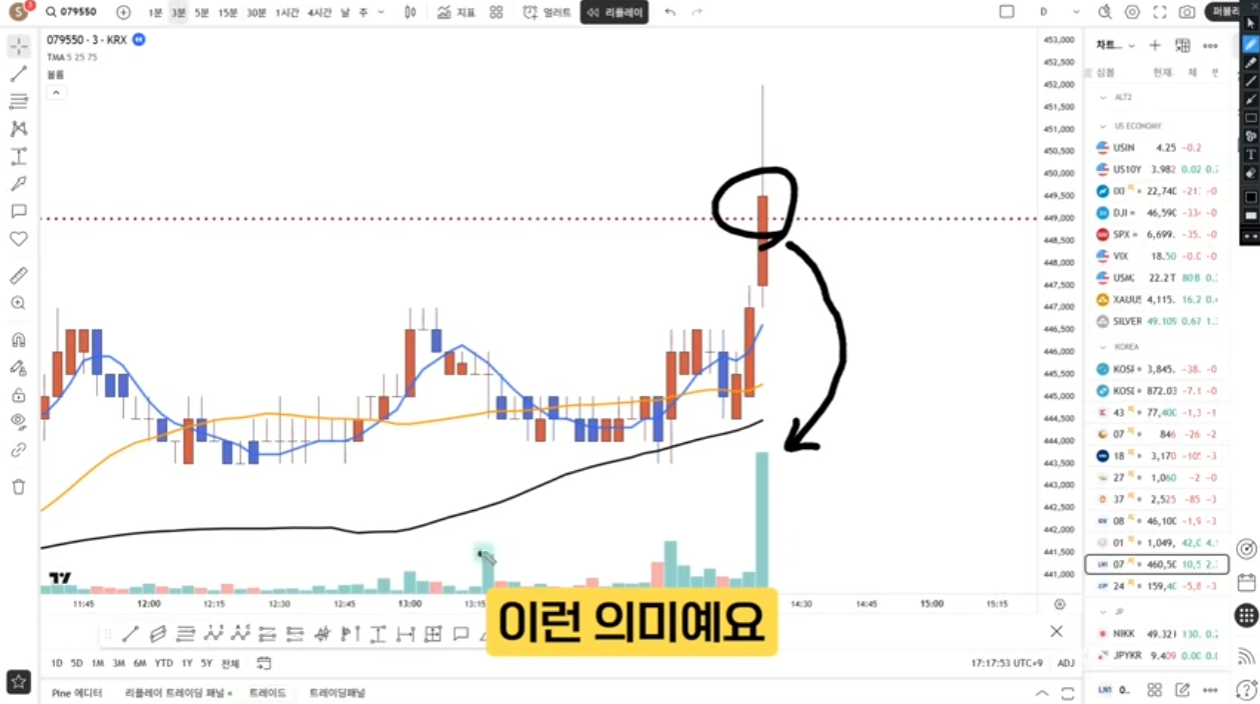 S 3 079550 1분 3분 5분 15분 30분 1시간 4시간 날 주 지표 얼러트 리플레이 D 퍼블리
079550 · 3 · KRX
TMA 5 25 75
볼륨
453,000
452,500
452,000
451,500
451,000
450,500
450,000
449,500
449,000
448,500
448,000
447,500
447,000
446,500
446,000
445,500
445,000
444,500
444,000
443,500
443,000
442,500
442,000
441,500
441,000
11:45 12:00 12:15 12:30 12:45 13:00 13:15 14:30 14:45 15:00 15:15
이런 의미예요
1D 5D 1M 3M 6M YTD 1Y 5Y 전체
17:17:53 UTC+9 ADJ
Pine 에디터 리플레이 트레이딩 패널 트레이드 트레이딩패널
차트...
심볼 현재. 체
ALT2
US ECONOMY
USIN 4.25 -0.2
US10Y 3.982 0.02 0.
DJI 46,590
SPX 6,699. -35. -0
VIX 18.50 -0.0 -0
22.2T 80B 0.
XAUUS 4,115. 16.2 0.
SILVER 49.109 0.67 1.
KOREA
KOSI 3,845. -38. -0
KOSI 872.03 -7.1 -0
43 77,400 -1,3 -1
07 846 -26 -2
18 3,170 -3
27 1,060 -2 -0
37 2,525 -85 -3
08 46,100 -1,9 -3
01 1,049, 42,0 4.
07 460,50 10,5 2.
24 159,40 -5,8 -3
JP
NIKK 49,321 130. 0.
JPYKR 9.409 0.00 0.0
LN1 0..